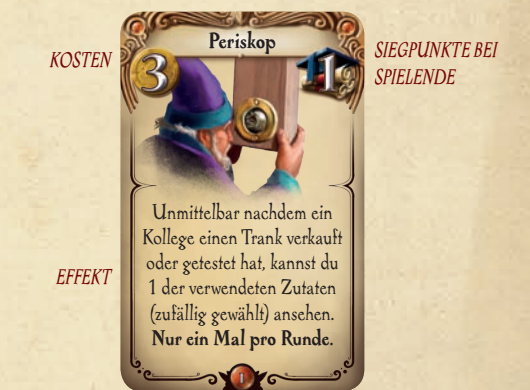 Periskop
KOSTEN
3
1
SIEGPUNKTE BEI
SPIELENDE
Unmittelbar nachdem ein
Kollege einen Trank verkauft
oder getestet hat, kannst du
1 der verwendeten Zutaten
(zufällig gewählt) ansehen.
Nur ein Mal pro Runde.
EFFEKT
I